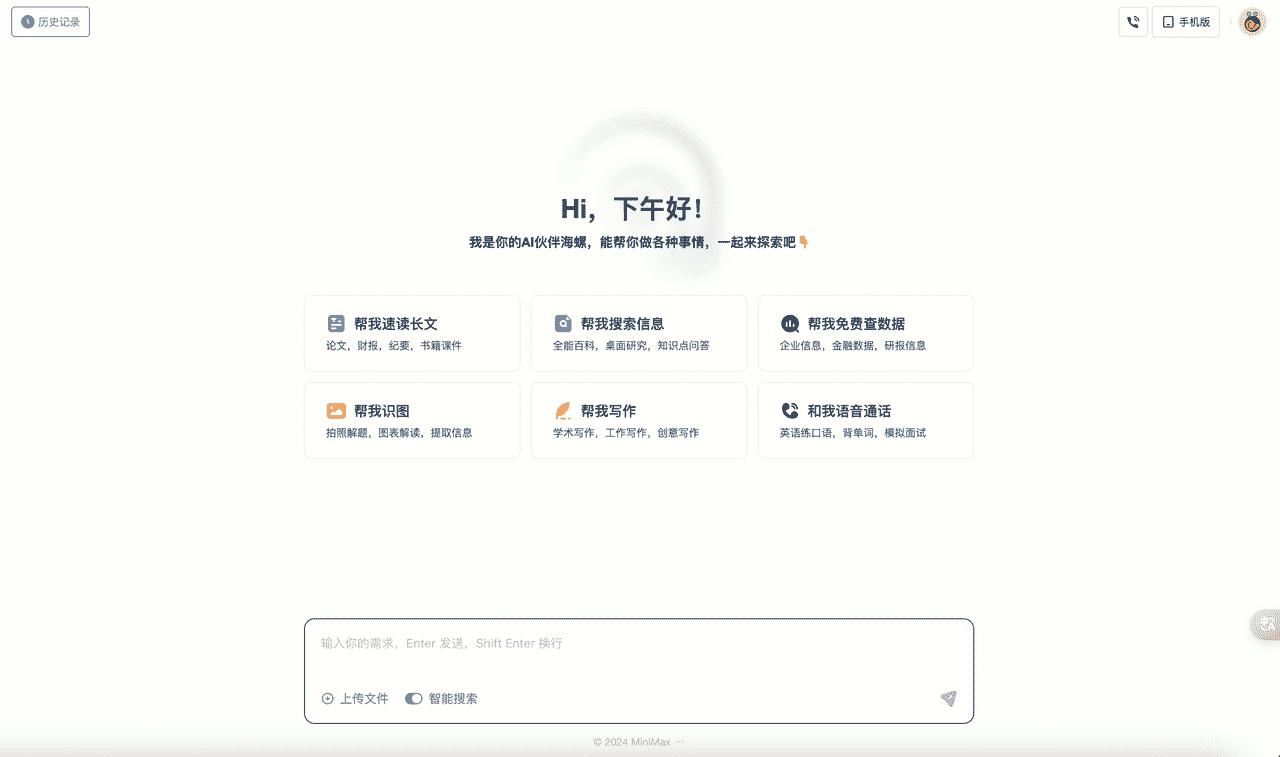 历史记录
手机版
Hi，下午好！
我是你的AI伙伴海螺，能帮你做各种事情，一起来探索吧👇
帮我速读长文
论文，财报，纪要，书籍课件
帮我搜索信息
全能百科，桌面研究，知识点问答
帮我免费查数据
企业信息，金融数据，研报信息
帮我识图
拍照解题，图表解读，提取信息
帮我写作
学术写作，工作写作，创意写作
和我语音通话
英语练口语，背单词，模拟面试
输入你的需求，Enter 发送，Shift Enter 换行
上传文件
智能搜索
© 2024 MiniMax ···